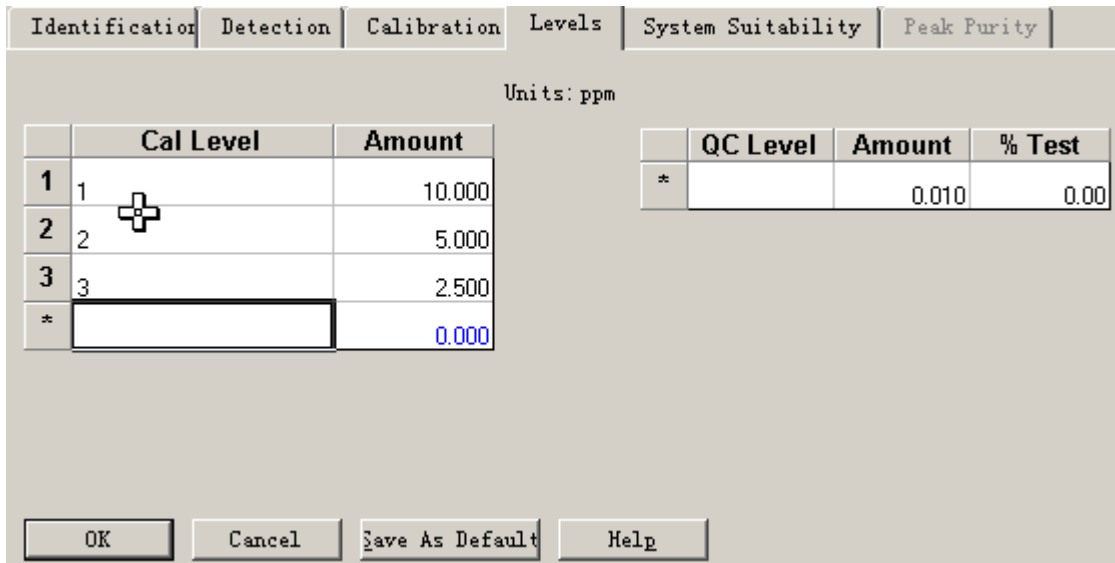 Identification Detection Calibration Levels System Suitability Peak Purity
Units: ppm
Cal Level Amount
1 1 10.000
2 2 5.000
3 3 2.500
* 0.000
QC Level Amount % Test
* 0.010 0.00
OK Cancel Save As Default Help